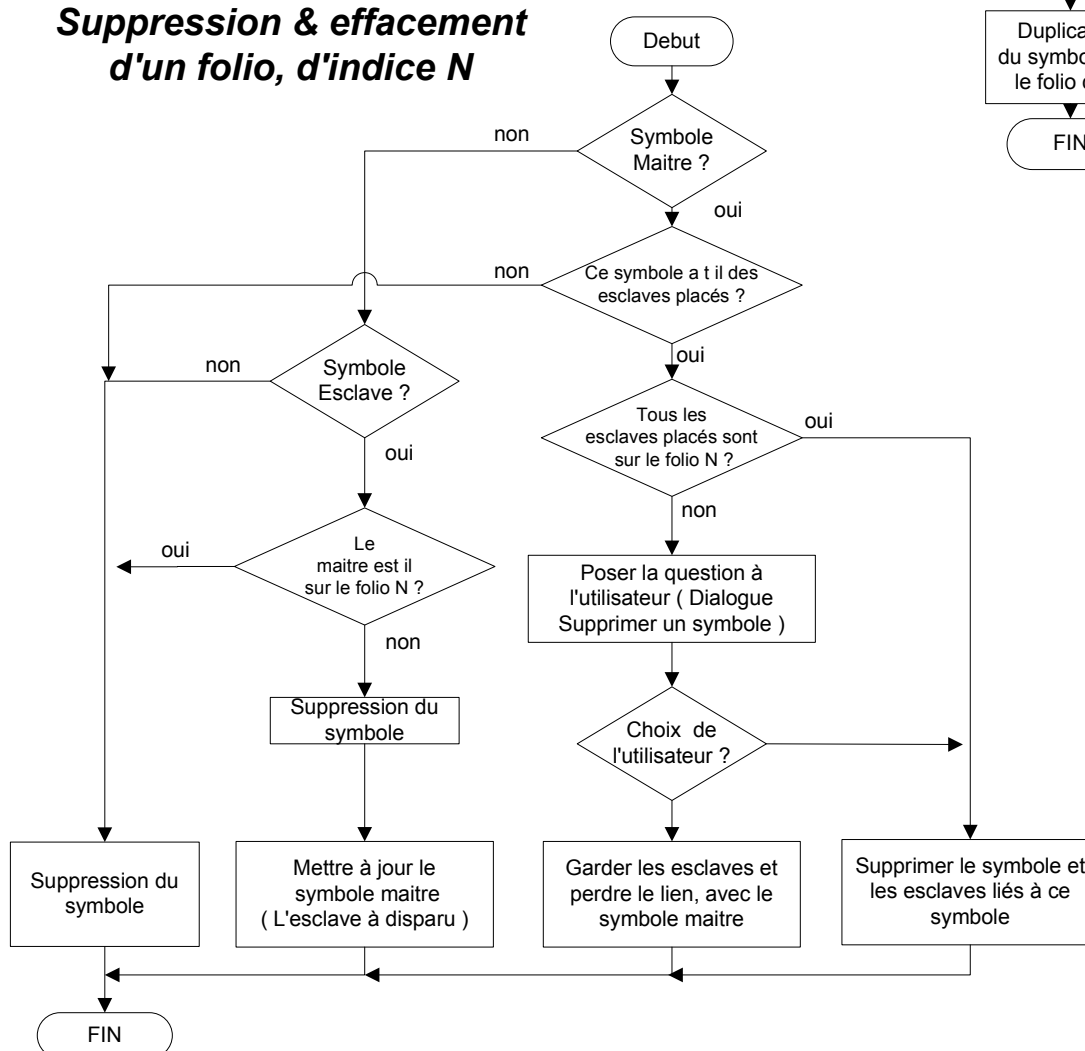 Suppression & effacement
d'un folio, d'indice N
Debut
Symbole
Maitre ?
non
oui
Ce symbole a t il des
esclaves placés ?
non
oui
Symbole
Esclave ?
non
oui
Tous les
esclaves placés sont
sur le folio N ?
oui
non
Le
maitre est il
sur le folio N ?
oui
non
Poser la question à
l'utilisateur ( Dialogue
Supprimer un symbole )
Suppression du
symbole
Choix de
l'utilisateur ?
Suppression du
symbole
Mettre à jour le
symbole maitre
( L'esclave à disparu )
Garder les esclaves et
perdre le lien, avec le
symbole maitre
Supprimer le symbole et
les esclaves liés à ce
symbole
FIN
du
le folio
FIN